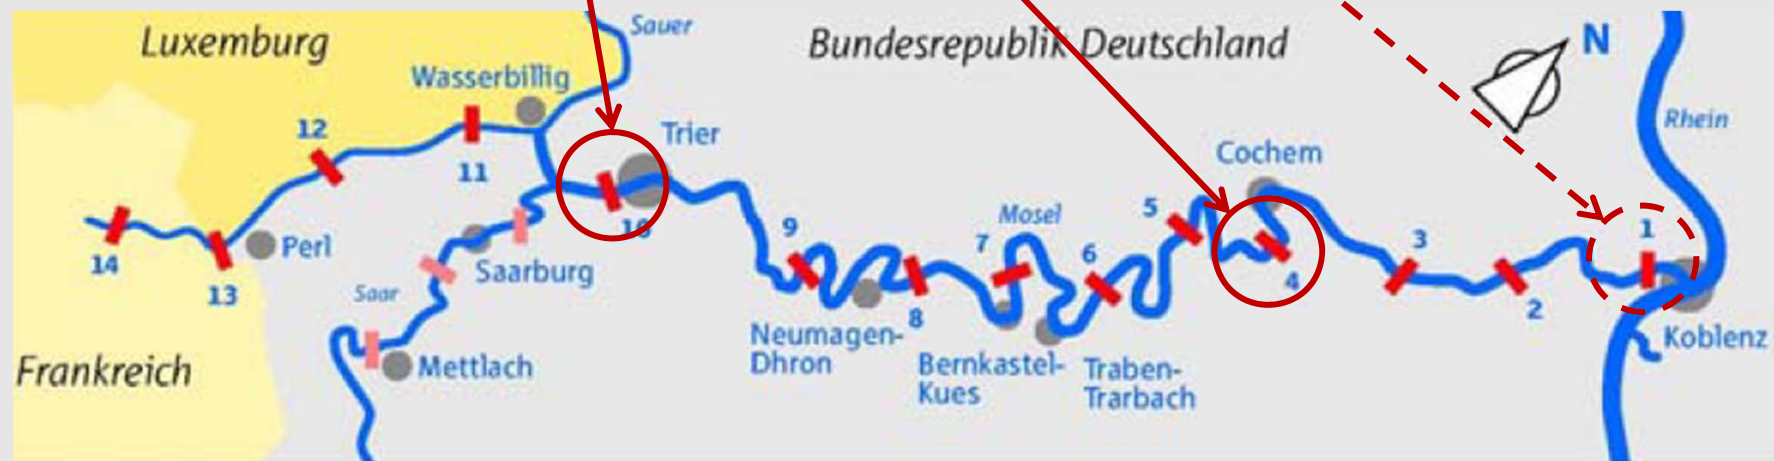 Luxemburg
Sauer
Bundesrepublik Deutschland
N
Wasserbillig
Rhein
12
11
Trier
Cochem
10
9
Mosel
5
7
6
3
1
Perl
14
13
Saarburg
Saar
4
2
8
Koblenz
Neumagen-
Dhron
Bernkastel-
Kues
Traben-
Trarbach
Mettlach
Frankreich